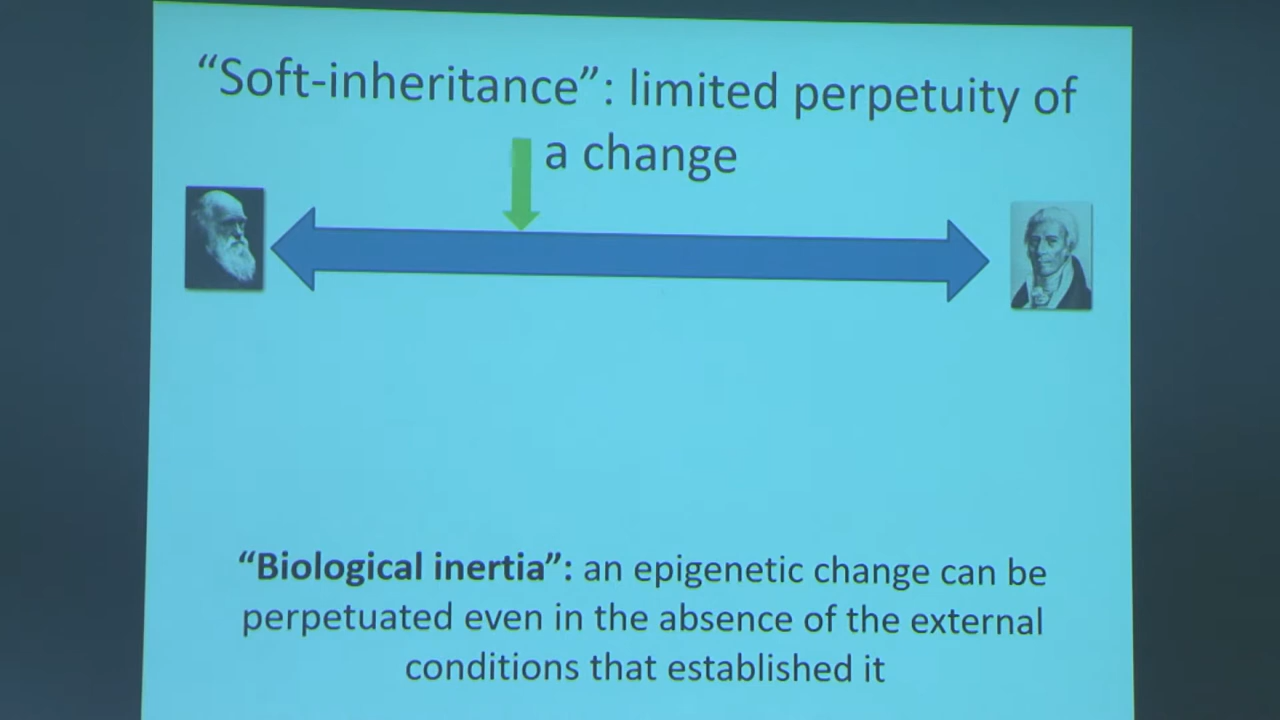 “Soft-inheritance”: limited perpetuity of
a change
“Biological inertia”: an epigenetic change can be
perpetuated even in the absence of the external
conditions that established it